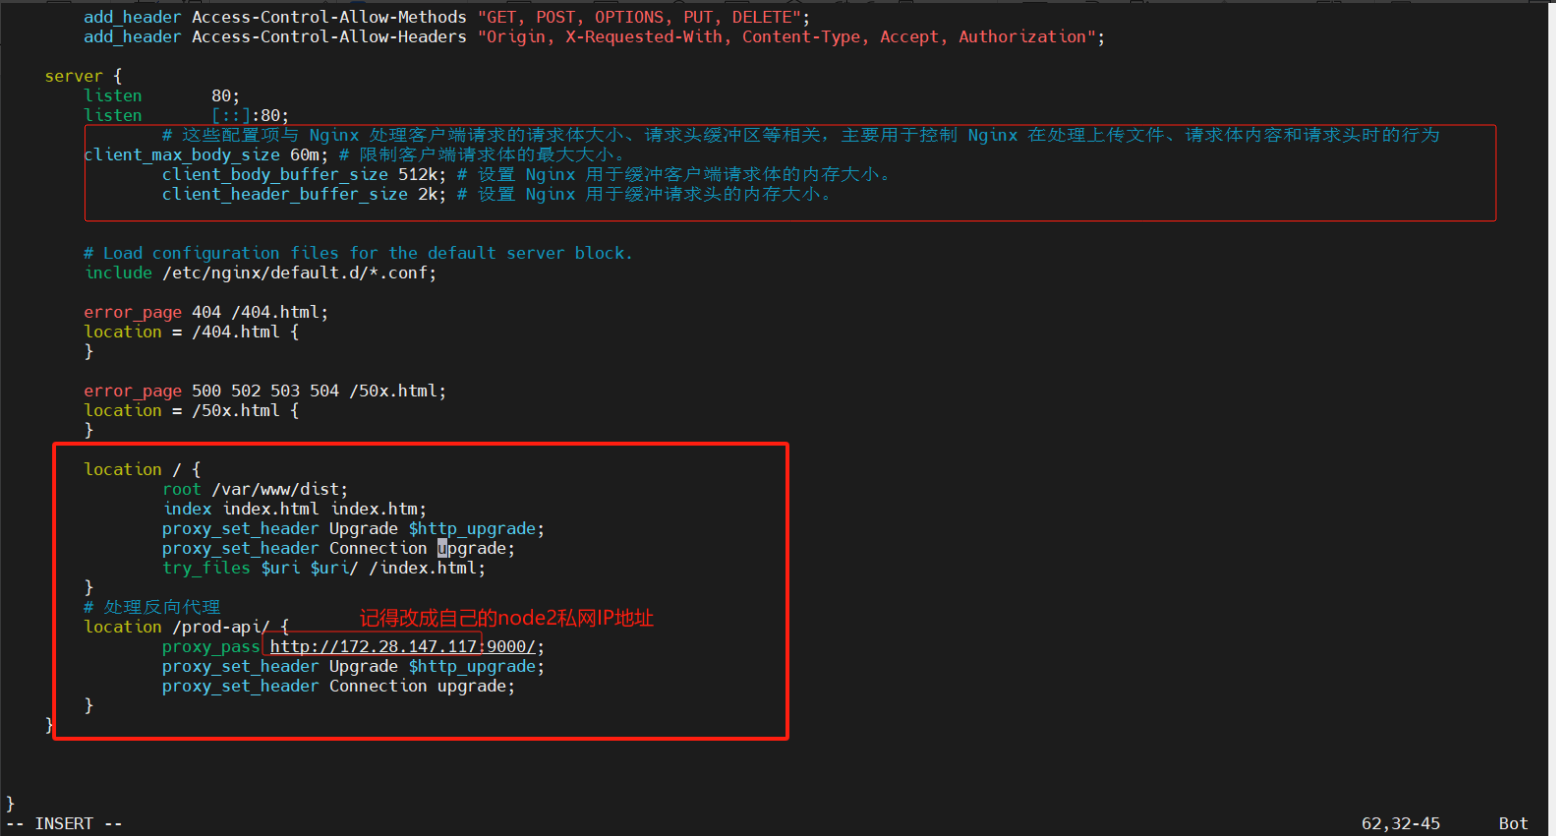 add_header Access-Control-Allow-Methods "GET, POST, OPTIONS, PUT, DELETE";
add_header Access-Control-Allow-Headers "Origin, X-Requested-With, Content-Type, Accept, Authorization";
server {
listen 80;
listen [::]:80;
# 这些配置项与 Nginx 处理客户端请求的请求体大小、请求头缓冲区等相关，主要用于控制 Nginx 在处理上传文件、请求体内容和请求头时的行为
client_max_body_size 60m; # 限制客户端请求体的最大大小。
client_body_buffer_size 512k; # 设置 Nginx 用于缓冲客户端请求体的内存大小。
client_header_buffer_size 2k; # 设置 Nginx 用于缓冲请求头的内存大小。
# Load configuration files for the default server block.
include /etc/nginx/default.d/*.conf;
error_page 404 /404.html;
location = /404.html {
}
error_page 500 502 503 504 /50x.html;
location = /50x.html {
}
location / {
root /var/www/dist;
index index.html index.htm;
proxy_set_header Upgrade $http_upgrade;
proxy_set_header Connection upgrade;
try_files $uri $uri/ /index.html;
}
# 处理反向代理
记得改成自己的node2私网IP地址
location /prod-api/ {
proxy_pass http://172.28.147.117:9000/;
proxy_set_header Upgrade $http_upgrade;
proxy_set_header Connection upgrade;
}
}
}
-- INSERT -- 62,32-45 Bot